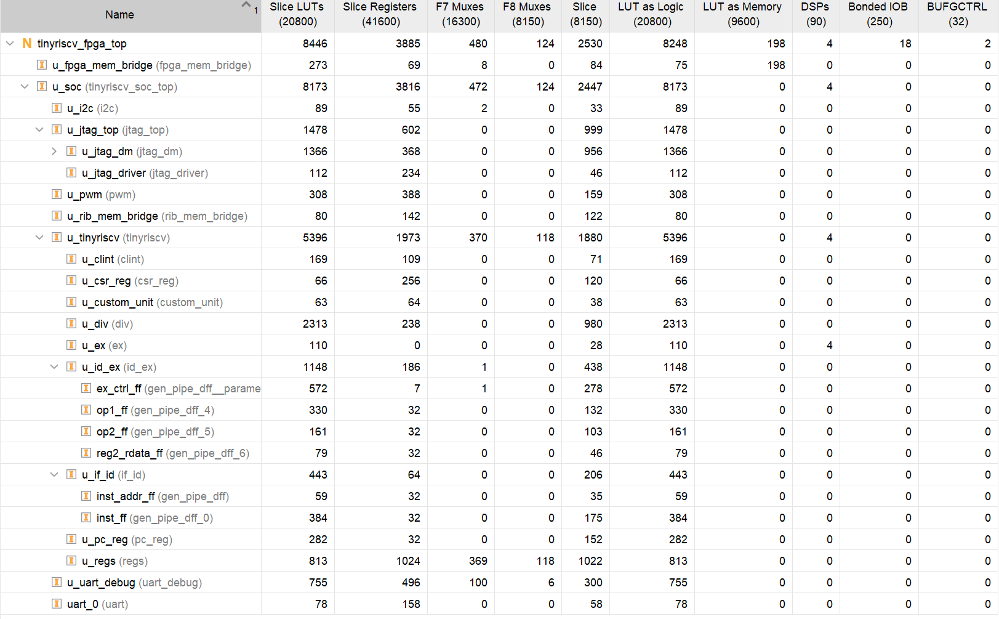 Name 1 Slice LUTs (20800) Slice Registers (41600) F7 Muxes (16300) F8 Muxes (8150) Slice (8150) LUT as Logic (20800) LUT as Memory (9600) DSPs (90) Bonded IOB (250) BUFGCTRL (32)
N tinyriscv_fpga_top 8446 3885 480 124 2530 8248 198 4 18 2
I u_fpga_mem_bridge (fpga_mem_bridge) 273 69 8 0 84 75 198 0 0 0
I u_soc (tinyriscv_soc_top) 8173 3816 472 124 2447 8173 0 4 0 0
I u_i2c (i2c) 89 55 2 0 33 89 0 0 0 0
I u_jtag_top (jtag_top) 1478 602 0 0 999 1478 0 0 0 0
I u_jtag_dm (jtag_dm) 1366 368 0 0 956 1366 0 0 0 0
I u_jtag_driver (jtag_driver) 112 234 0 0 46 112 0 0 0 0
I u_pwm (pwm) 308 388 0 0 159 308 0 0 0 0
I u_rib_mem_bridge (rib_mem_bridge) 80 142 0 0 122 80 0 0 0 0
I u_tinyriscv (tinyriscv) 5396 1973 370 118 1880 5396 0 4 0 0
I u_clint (clint) 169 109 0 0 71 169 0 0 0 0
I u_csr_reg (csr_reg) 66 256 0 0 120 66 0 0 0 0
I u_custom_unit (custom_unit) 63 64 0 0 38 63 0 0 0 0
I u_div (div) 2313 238 0 0 980 2313 0 0 0 0
I u_ex (ex) 110 0 0 0 28 110 0 4 0 0
I u_id_ex (id_ex) 1148 186 1 0 438 1148 0 0 0 0
I ex_ctrl_ff (gen_pipe_dff__parame 572 7 1 0 278 572 0 0 0 0
I op1_ff (gen_pipe_dff_4) 330 32 0 0 132 330 0 0 0 0
I op2_ff (gen_pipe_dff_5) 161 32 0 0 103 161 0 0 0 0
I reg2_rdata_ff (gen_pipe_dff_6) 79 32 0 0 46 79 0 0 0 0
I u_if_id (if_id) 443 64 0 0 206 443 0 0 0 0
I inst_addr_ff (gen_pipe_dff) 59 32 0 0 35 59 0 0 0 0
I inst_ff (gen_pipe_dff_0) 384 32 0 0 175 384 0 0 0 0
I u_pc_reg (pc_reg) 282 32 0 0 152 282 0 0 0 0
I u_regs (regs) 813 1024 369 118 1022 813 0 0 0 0
I u_uart_debug (uart_debug) 755 496 100 6 300 755 0 0 0 0
I uart_0 (uart) 78 158 0 0 58 78 0 0 0 0